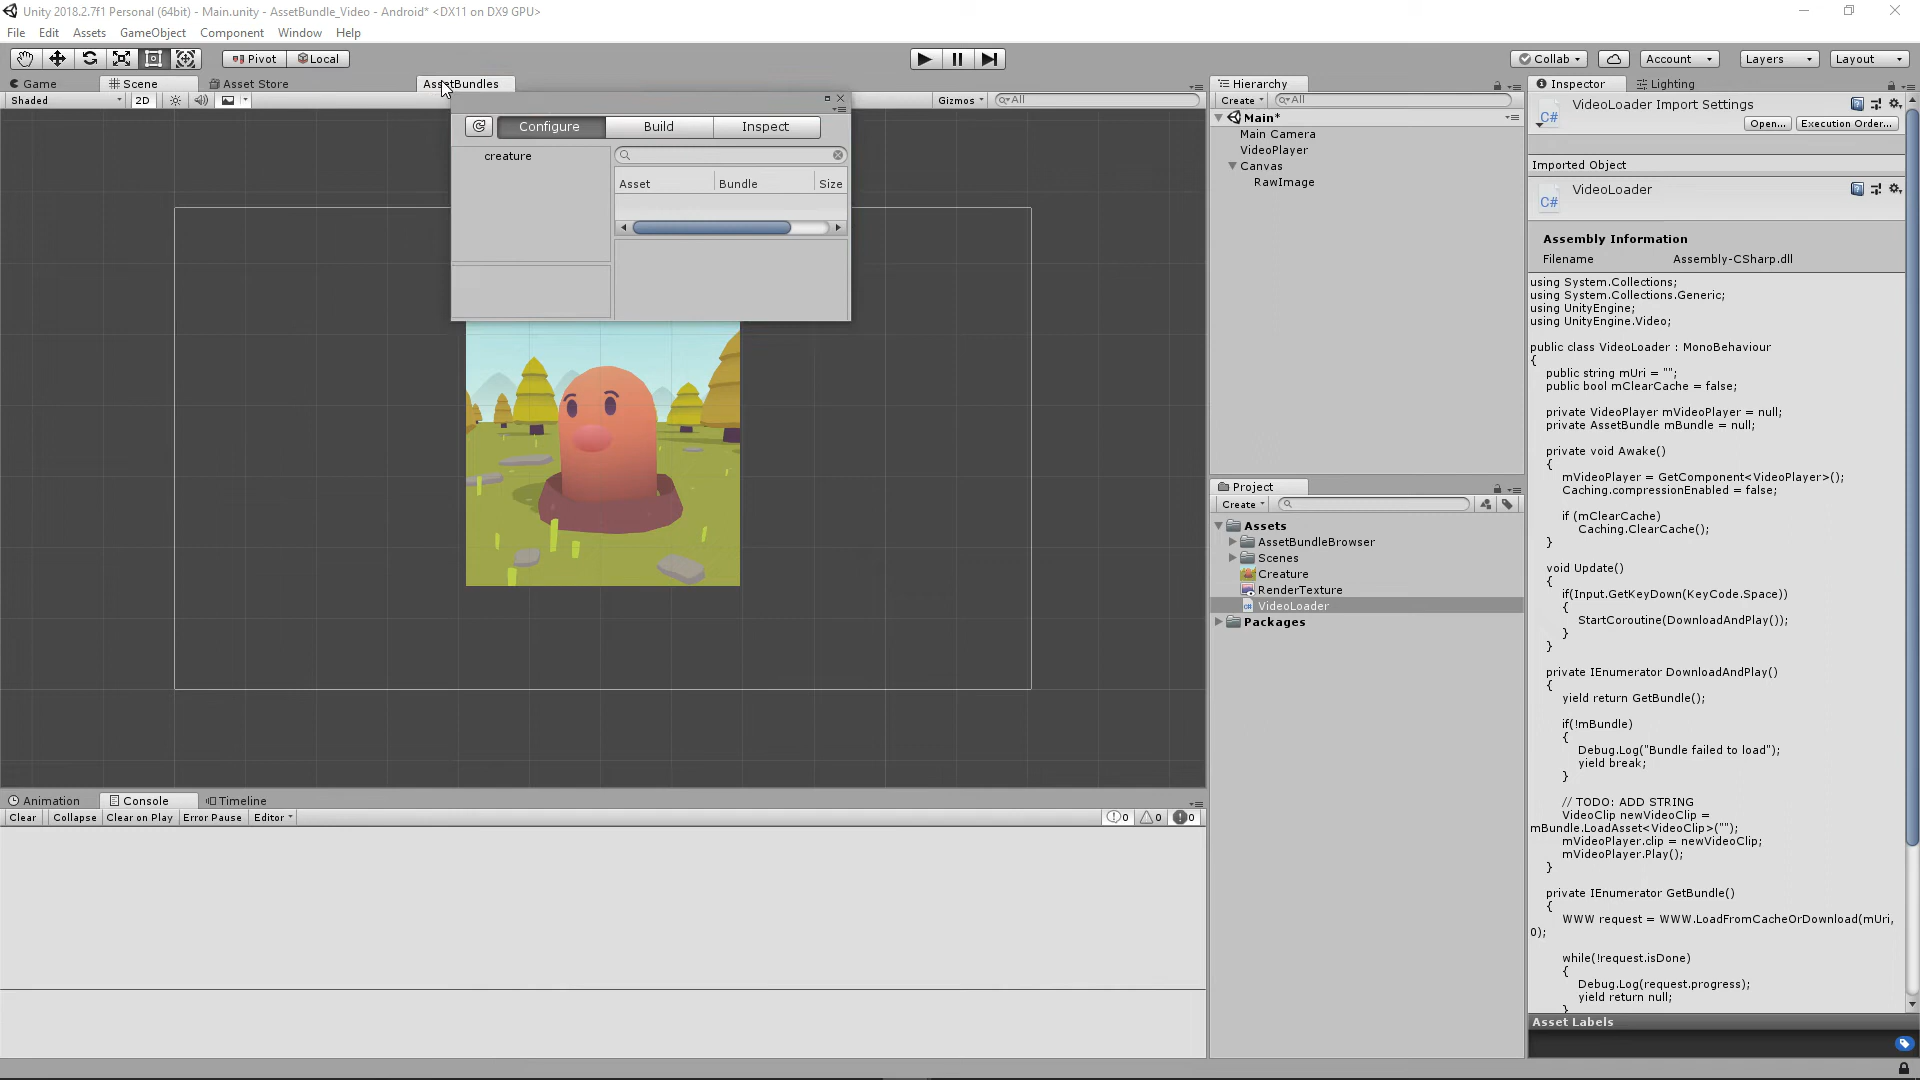 Unity 2018.2.7f1 Personal (64bit) - Main.unity - AssetBundle_Video - Android* <DX11 on DX9 GPU>
File Edit Assets GameObject Component Window Help
Pivot Local Collab Account Layers Layout
Game Scene Asset Store AssetBundles
Shaded 2D Gizmos All
Configure Build Inspect
creature
Asset Bundle Size
Hierarchy
Create All
Main*
Main Camera
VideoPlayer
Canvas
RawImage
Project
Create
Assets
AssetBundleBrowser
Scenes
Creature
RenderTexture
VideoLoader
Packages
Inspector Lighting
VideoLoader Import Settings
C#
Open... Execution Order...
Imported Object
VideoLoader
C#
Assembly Information
Filename Assembly-CSharp.dll
using System.Collections;
using System.Collections.Generic;
using UnityEngine;
using UnityEngine.Video;
public class VideoLoader : MonoBehaviour
{
public string mUri = "";
public bool mClearCache = false;
private VideoPlayer mVideoPlayer = null;
private AssetBundle mBundle = null;
private void Awake()
{
mVideoPlayer = GetComponent<VideoPlayer>();
Caching.compressionEnabled = false;
if (mClearCache)
Caching.ClearCache();
}
void Update()
{
if(Input.GetKeyDown(KeyCode.Space))
{
StartCoroutine(DownloadAndPlay());
}
}
private IEnumerator DownloadAndPlay()
{
yield return GetBundle();
if(!mBundle)
{
Debug.Log("Bundle failed to load");
yield break;
}
// TODO: ADD STRING
VideoClip newVideoClip =
mBundle.LoadAsset<VideoClip>("");
mVideoPlayer.clip = newVideoClip;
mVideoPlayer.Play();
}
private IEnumerator GetBundle()
{
WWW request = WWW.LoadFromCacheOrDownload(mUri,
0);
while(!request.isDone)
{
Debug.Log(request.progress);
yield return null;
}
Asset Labels
Animation Console Timeline
Clear Collapse Clear on Play Error Pause Editor 0 0 0